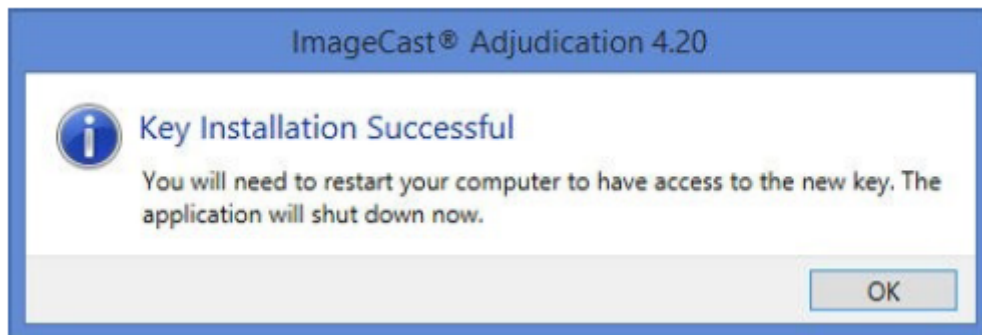 ImageCast® Adjudication 4.20
Key Installation Successful
You will need to restart your computer to have access to the new key. The
application will shut down now.
OK